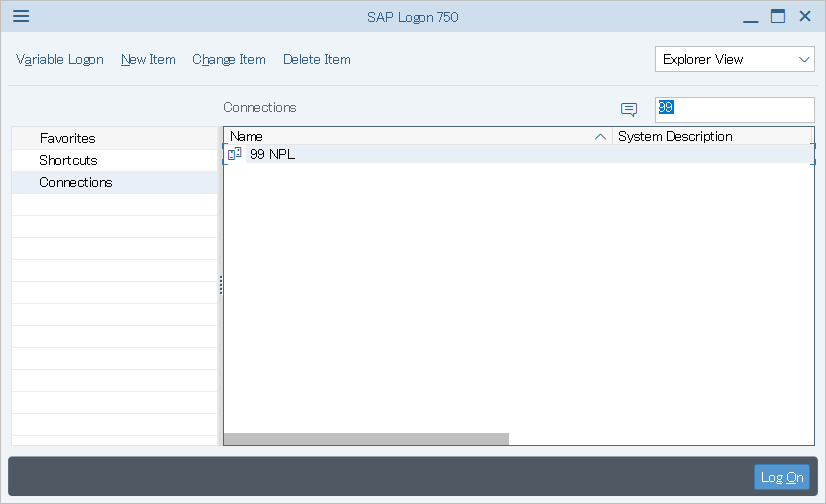 SAP Logon 750
Variable Logon New Item Change Item Delete Item Explorer View
Connections 99
Favorites
Shortcuts
Connections
Name System Description
99 NPL
Log On